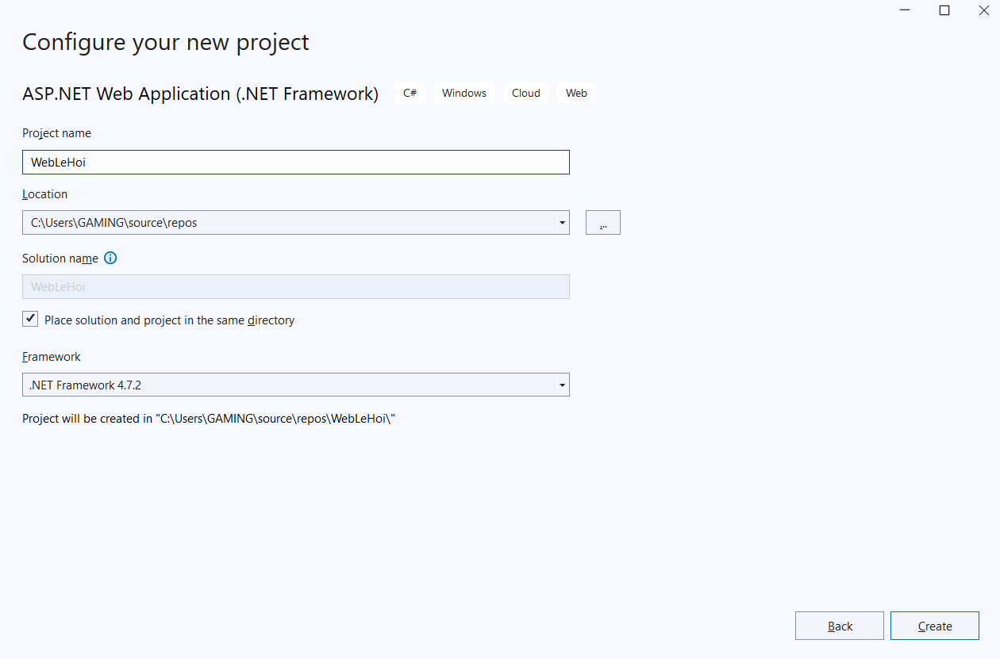 Configure your new project
ASP.NET Web Application (.NET Framework) C# Windows Cloud Web
Project name
WebLeHoi
Location
C:\Users\GAMING\source\repos
...
Solution name
WebLeHoi
Place solution and project in the same directory
Framework
.NET Framework 4.7.2
Project will be created in "C:\Users\GAMING\source\repos\WebLeHoi\"
Back Create